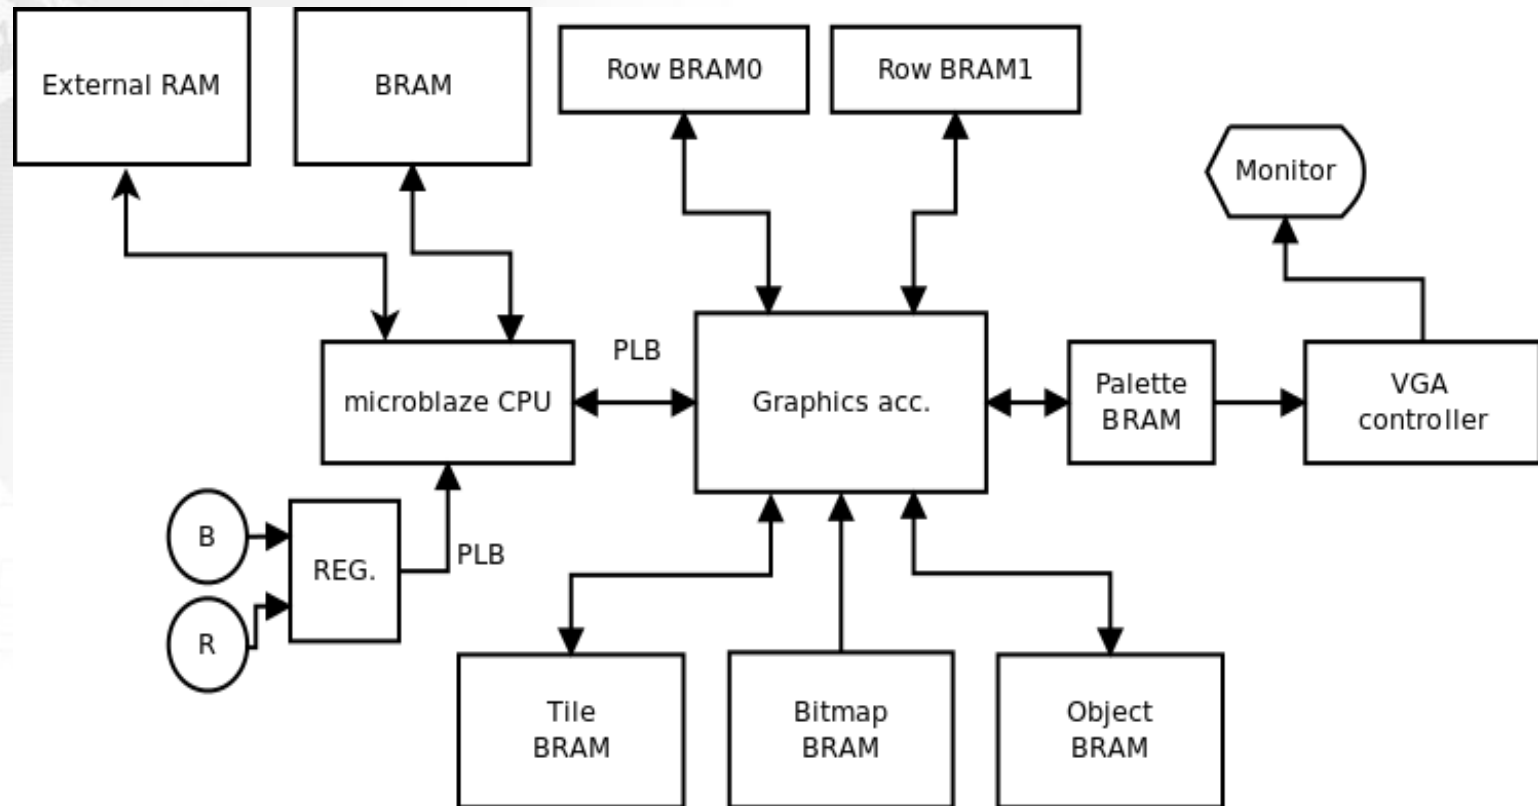 External RAM
BRAM
Row BRAM0
Row BRAM1
Monitor
PLB
microblaze CPU
Graphics acc.
Palette
BRAM
VGA
controller
B
REG.
PLB
R
Tile
BRAM
Bitmap
BRAM
Object
BRAM